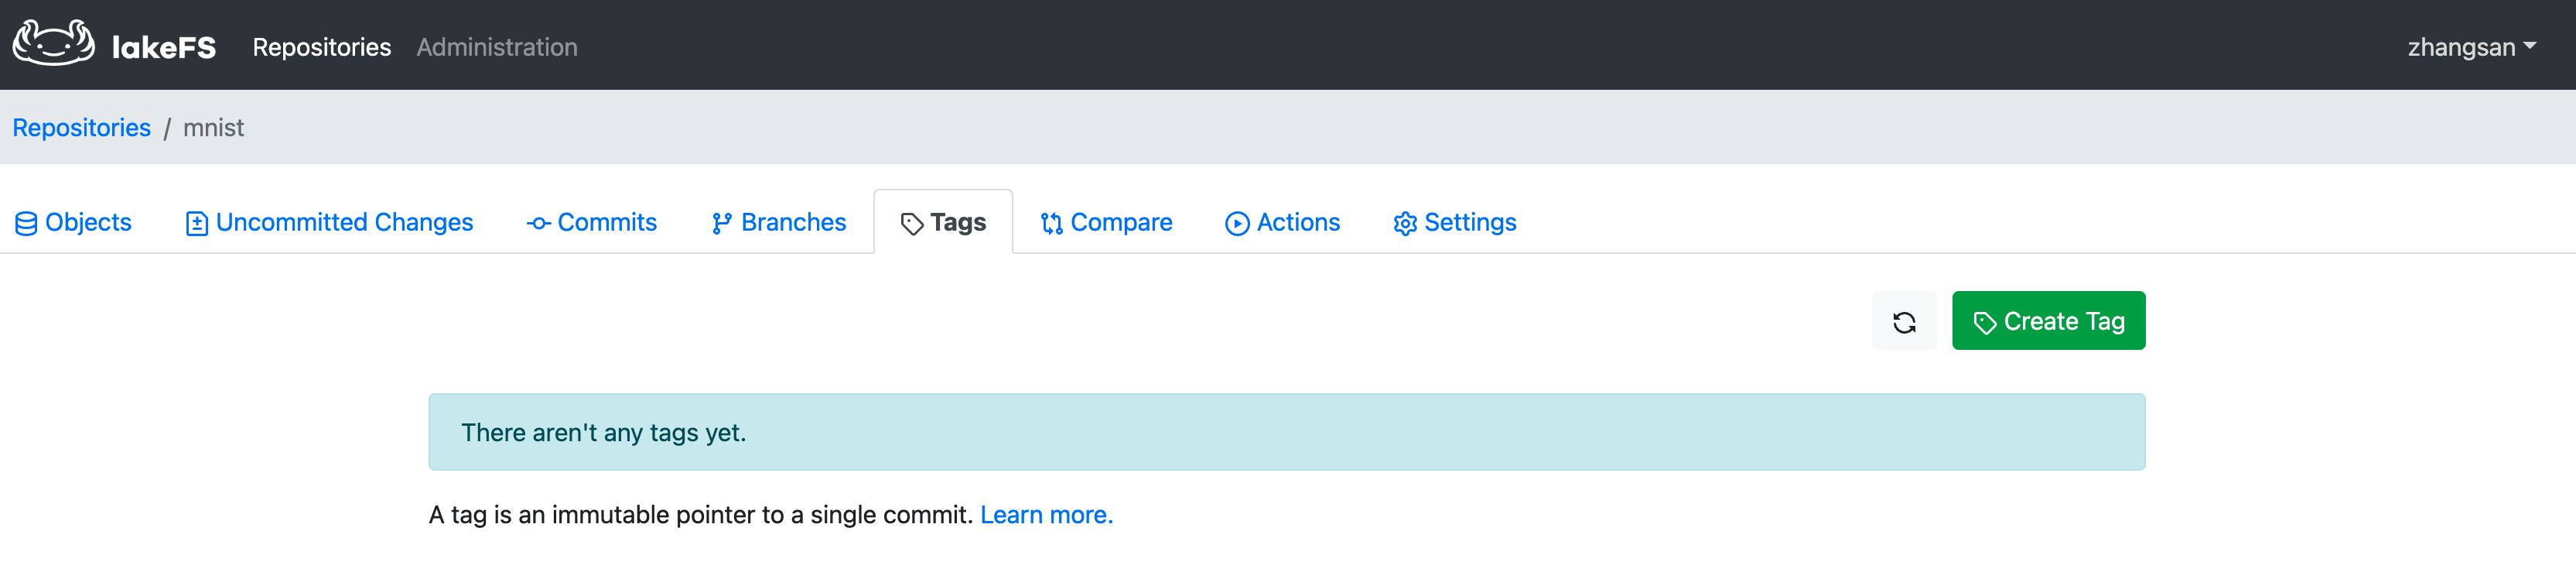 lakeFS Repositories Administration zhangsan
Repositories / mnist
Objects Uncommitted Changes Commits Branches Tags Compare Actions Settings
Create Tag
There aren't any tags yet.
A tag is an immutable pointer to a single commit. Learn more.